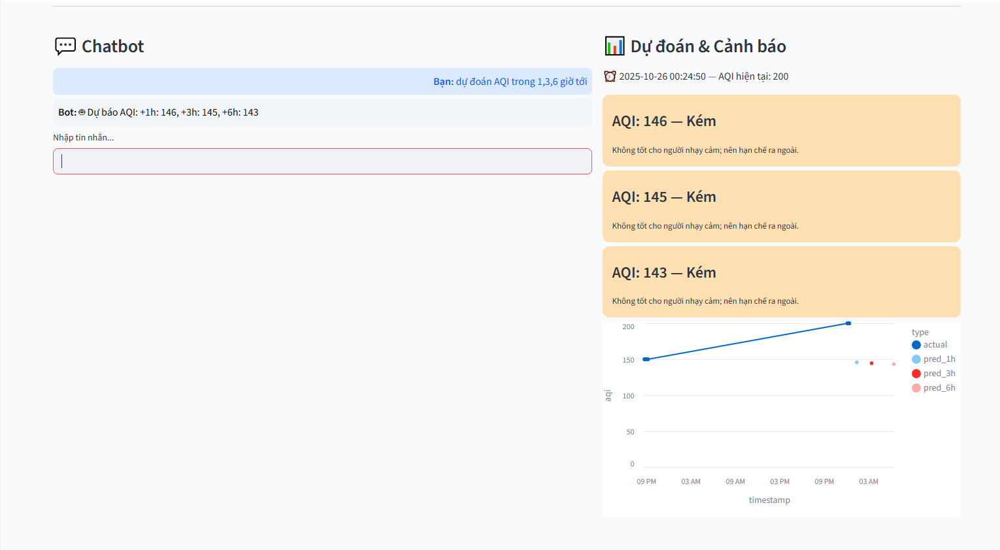 Chatbot
Bạn: dự đoán AQI trong 1,3,6 giờ tới
Bot: Dự báo AQI: +1h: 146, +3h: 145, +6h: 143
Nhập tin nhắn...
Dự đoán & Cảnh báo
2025-10-26 00:24:50 — AQI hiện tại: 200
AQI: 146 — Kém
Không tốt cho người nhạy cảm; nên hạn chế ra ngoài.
AQI: 145 — Kém
Không tốt cho người nhạy cảm; nên hạn chế ra ngoài.
AQI: 143 — Kém
Không tốt cho người nhạy cảm; nên hạn chế ra ngoài.
200
150
100
50
0
aqi
09 PM 03 AM 09 AM 03 PM 09 PM 03 AM
timestamp
type
actual
pred_1h
pred_3h
pred_6h